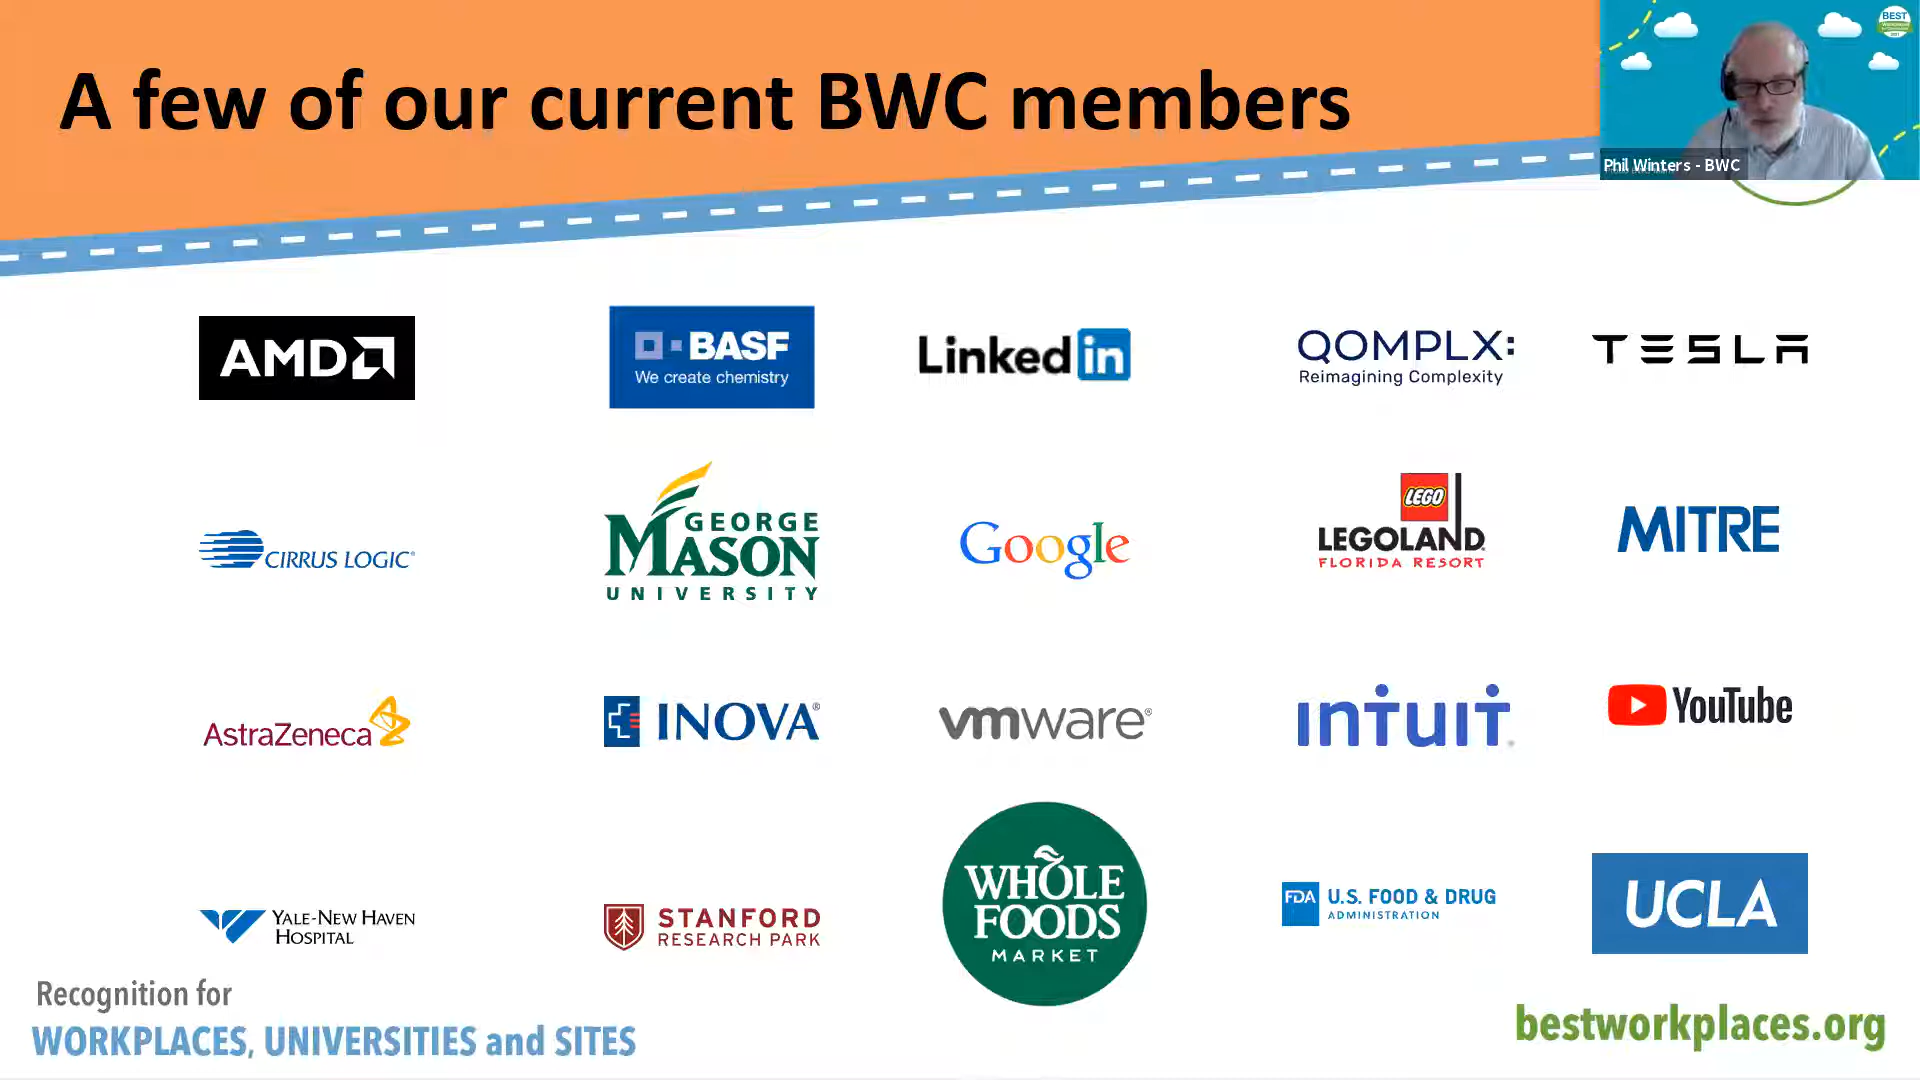 A few of our current BWC members
BEST
Phil Winters - BWC
AMD
BASF
We create chemistry
Linked in
QOMPLX:
Reimagining Complexity
TESLA
CIRRUS LOGIC®
GEORGE
MASON
UNIVERSITY
Google
LEGO
LEGOLAND
FLORIDA RESORT
MITRE
AstraZeneca
INOVA®
vmware®
intuit
YouTube
YALE-NEW HAVEN
HOSPITAL
STANFORD
RESEARCH PARK
WHOLE
FOODS
MARKET
FDA U.S. FOOD & DRUG
ADMINISTRATION
UCLA
Recognition for
WORKPLACES, UNIVERSITIES and SITES
bestworkplaces.org